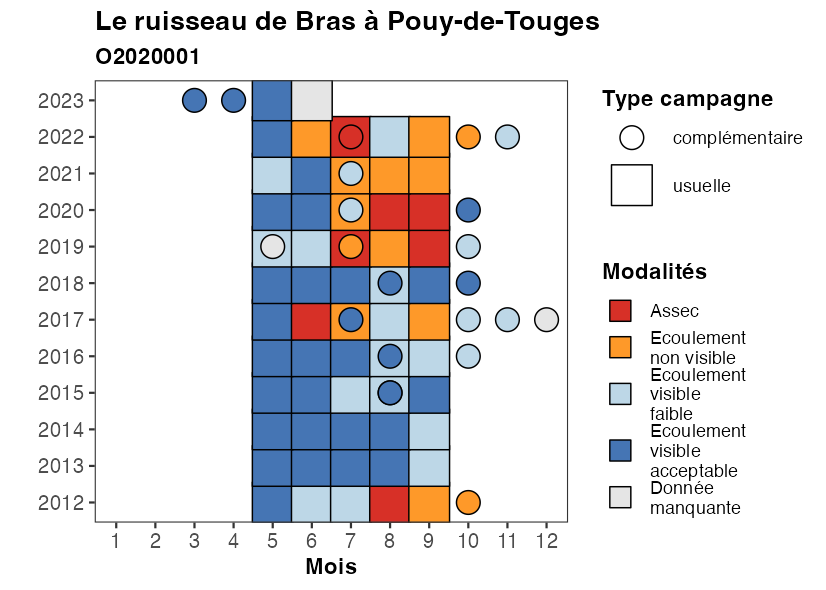 Le ruisseau de Bras à Pouy-de-Touges
O2020001
2023
2022
2021
2020
2019
2018
2017
2016
2015
2014
2013
2012
1 2 3 4 5 6 7 8 9 10 11 12
Mois
Type campagne
complémentaire
usuelle
Modalités
Assec
Ecoulement
non visible
Ecoulement
visible
faible
Ecoulement
visible
acceptable
Donnée
manquante